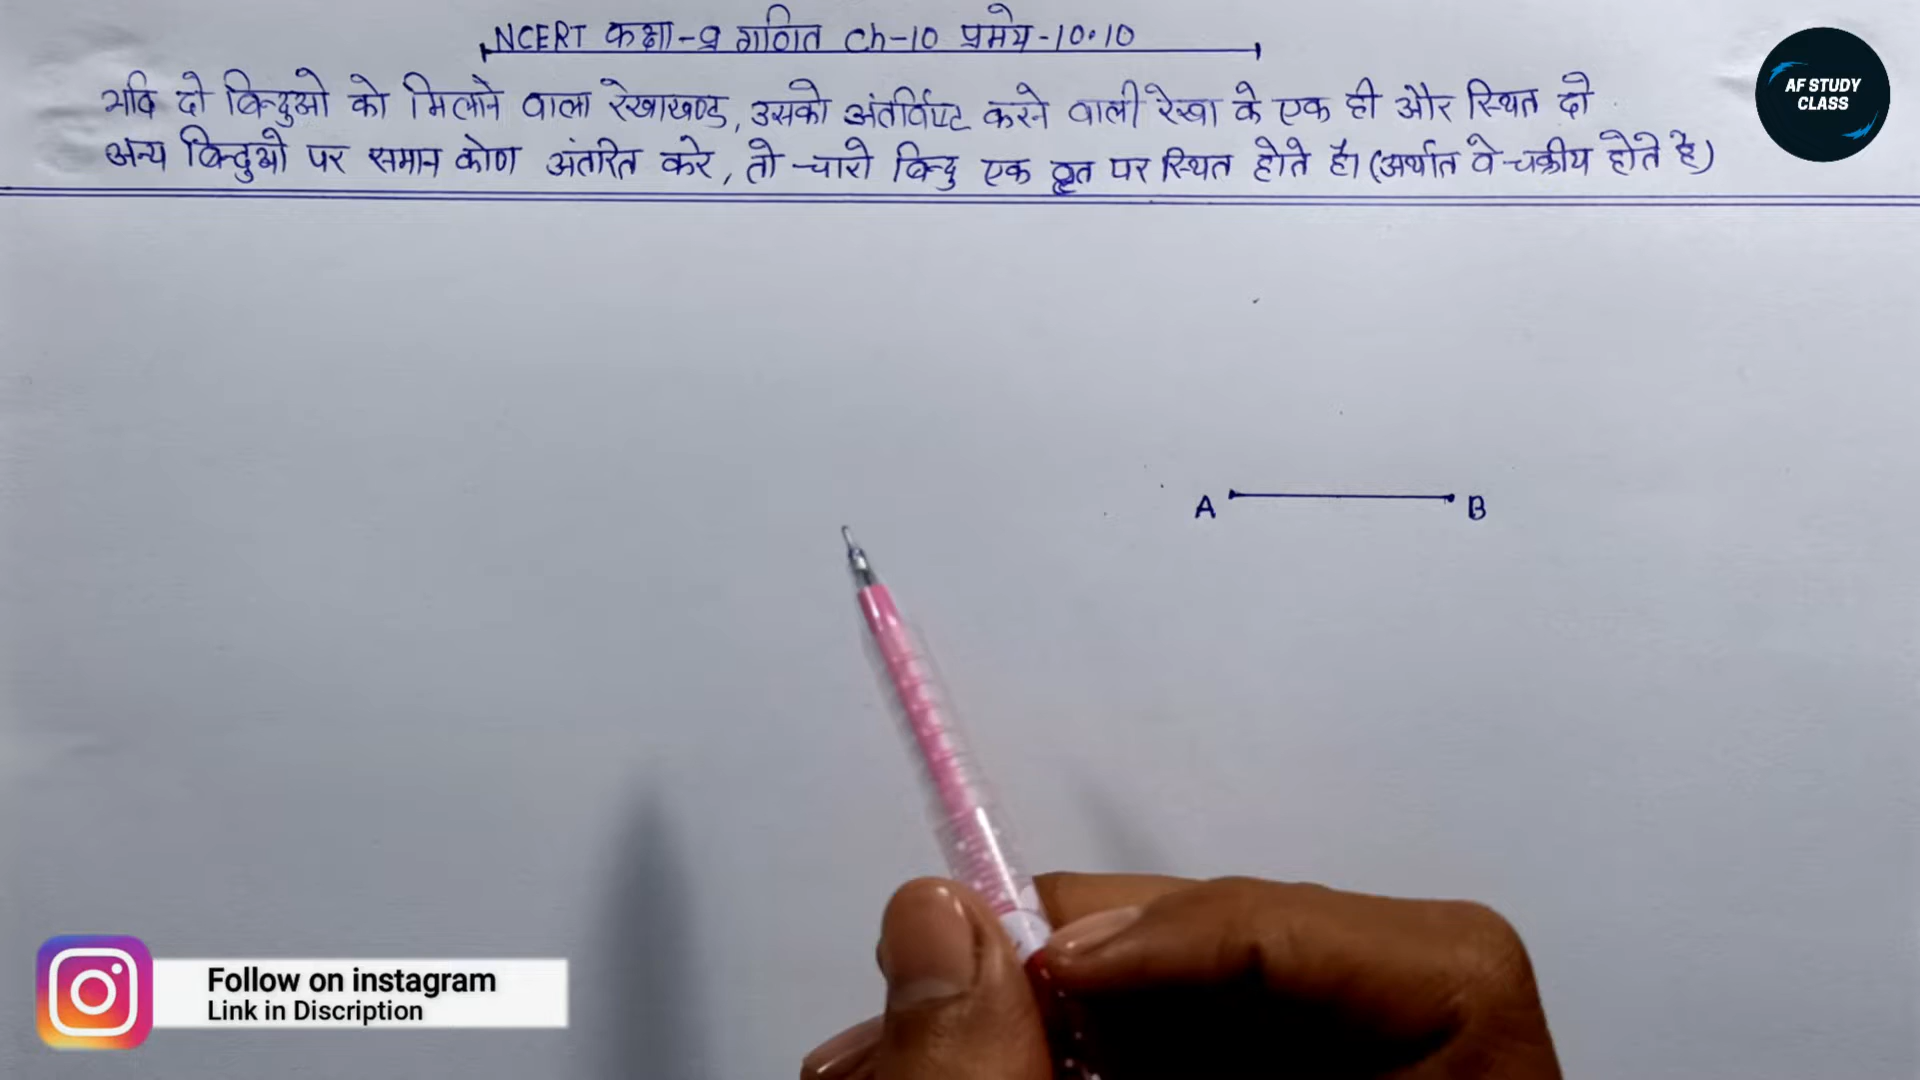 NCERT कक्षा-9 गणित Ch-10 प्रमेय-10.10
यदि दो बिन्दुओ को मिलाने वाला रेखाखण्ड, उसको अंतर्विष्ट करने वाली रेखा के एक ही और स्थित दो
अन्य बिन्दुओ पर समान कोण अंतरित करे, तो चारो बिन्दु एक वृत पर स्थित होते है। (अर्थात वे चक्रीय होते है)
AF STUDY
CLASS
A B
Follow on instagram
Link in Discription